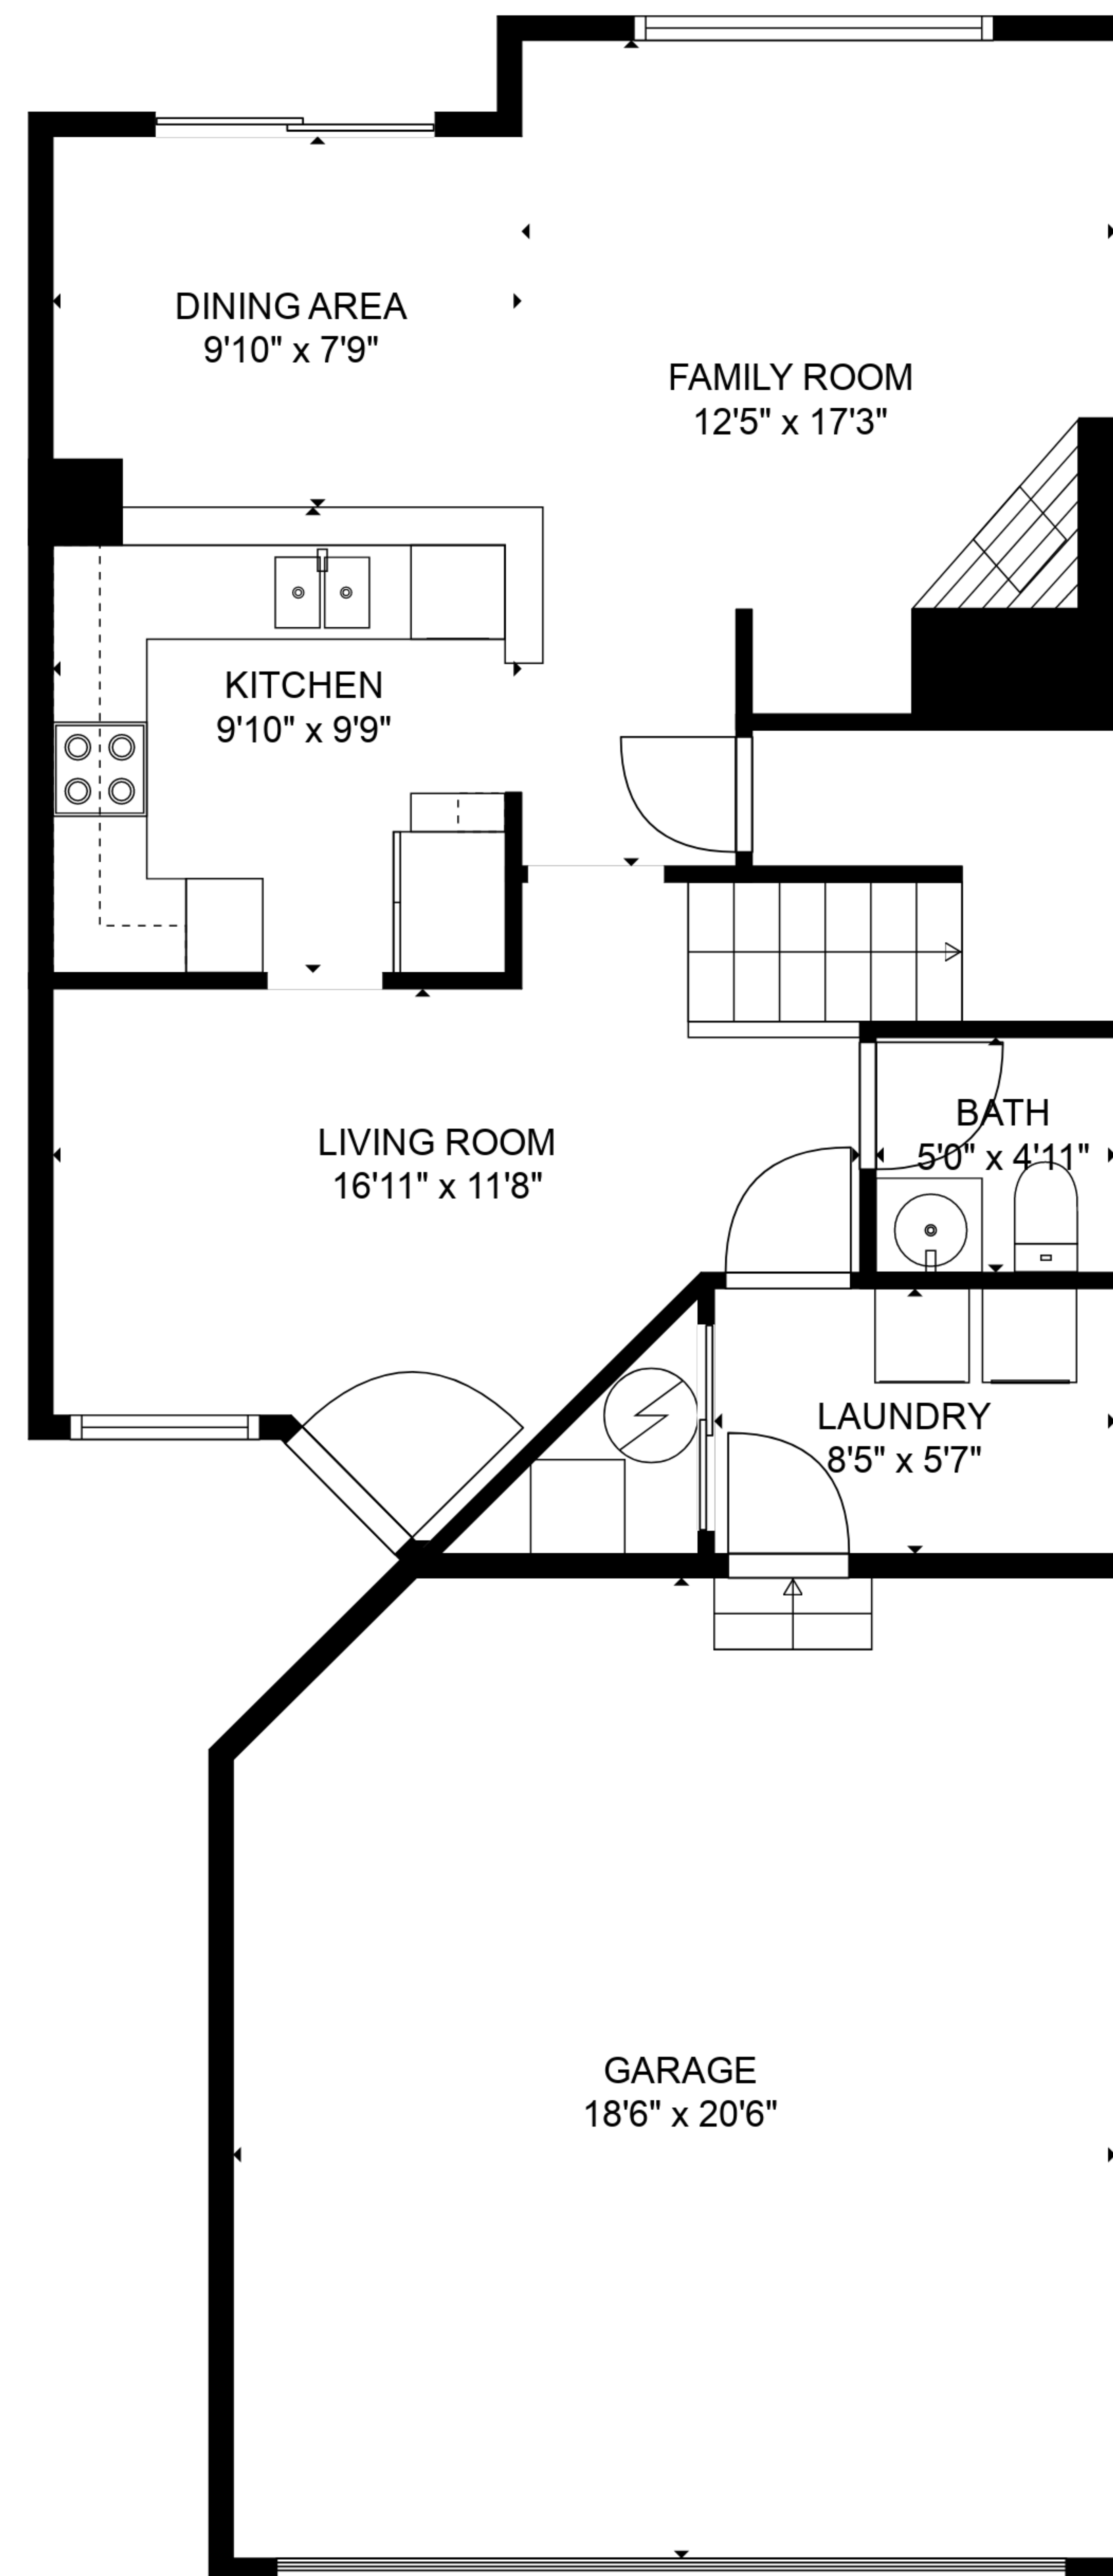 DINING AREA
9'10" x 7'9"
FAMILY ROOM
12'5" x 17'3"
KITCHEN
9'10" x 9'9"
BATH
5'0" x 4'11"
LIVING ROOM
16'11" x 11'8"
LAUNDRY
8'5" x 5'7"
GARAGE
18'6" x 20'6"